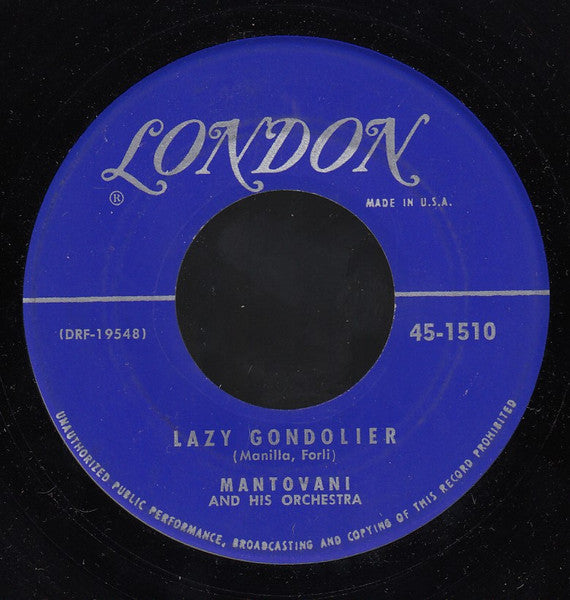 LONDON
®
MADE IN U.S.A.
(DRF-19548)
45-1510
LAZY GONDOLIER
(Manilla, Forli)
MANTOVANI
AND HIS ORCHESTRA
UNAUTHORIZED PUBLIC PERFORMANCE, BROADCASTING AND COPYING OF THIS RECORD PROHIBITED